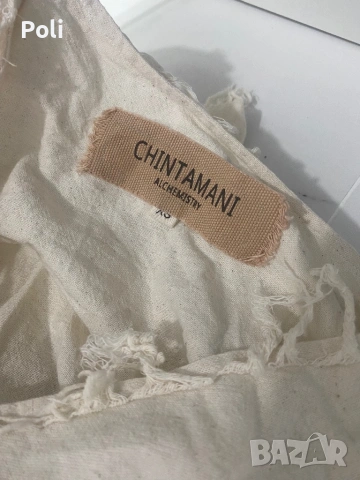 Poli
CHINTAMANI
ALCHEMISTRY
XS
BAZAR